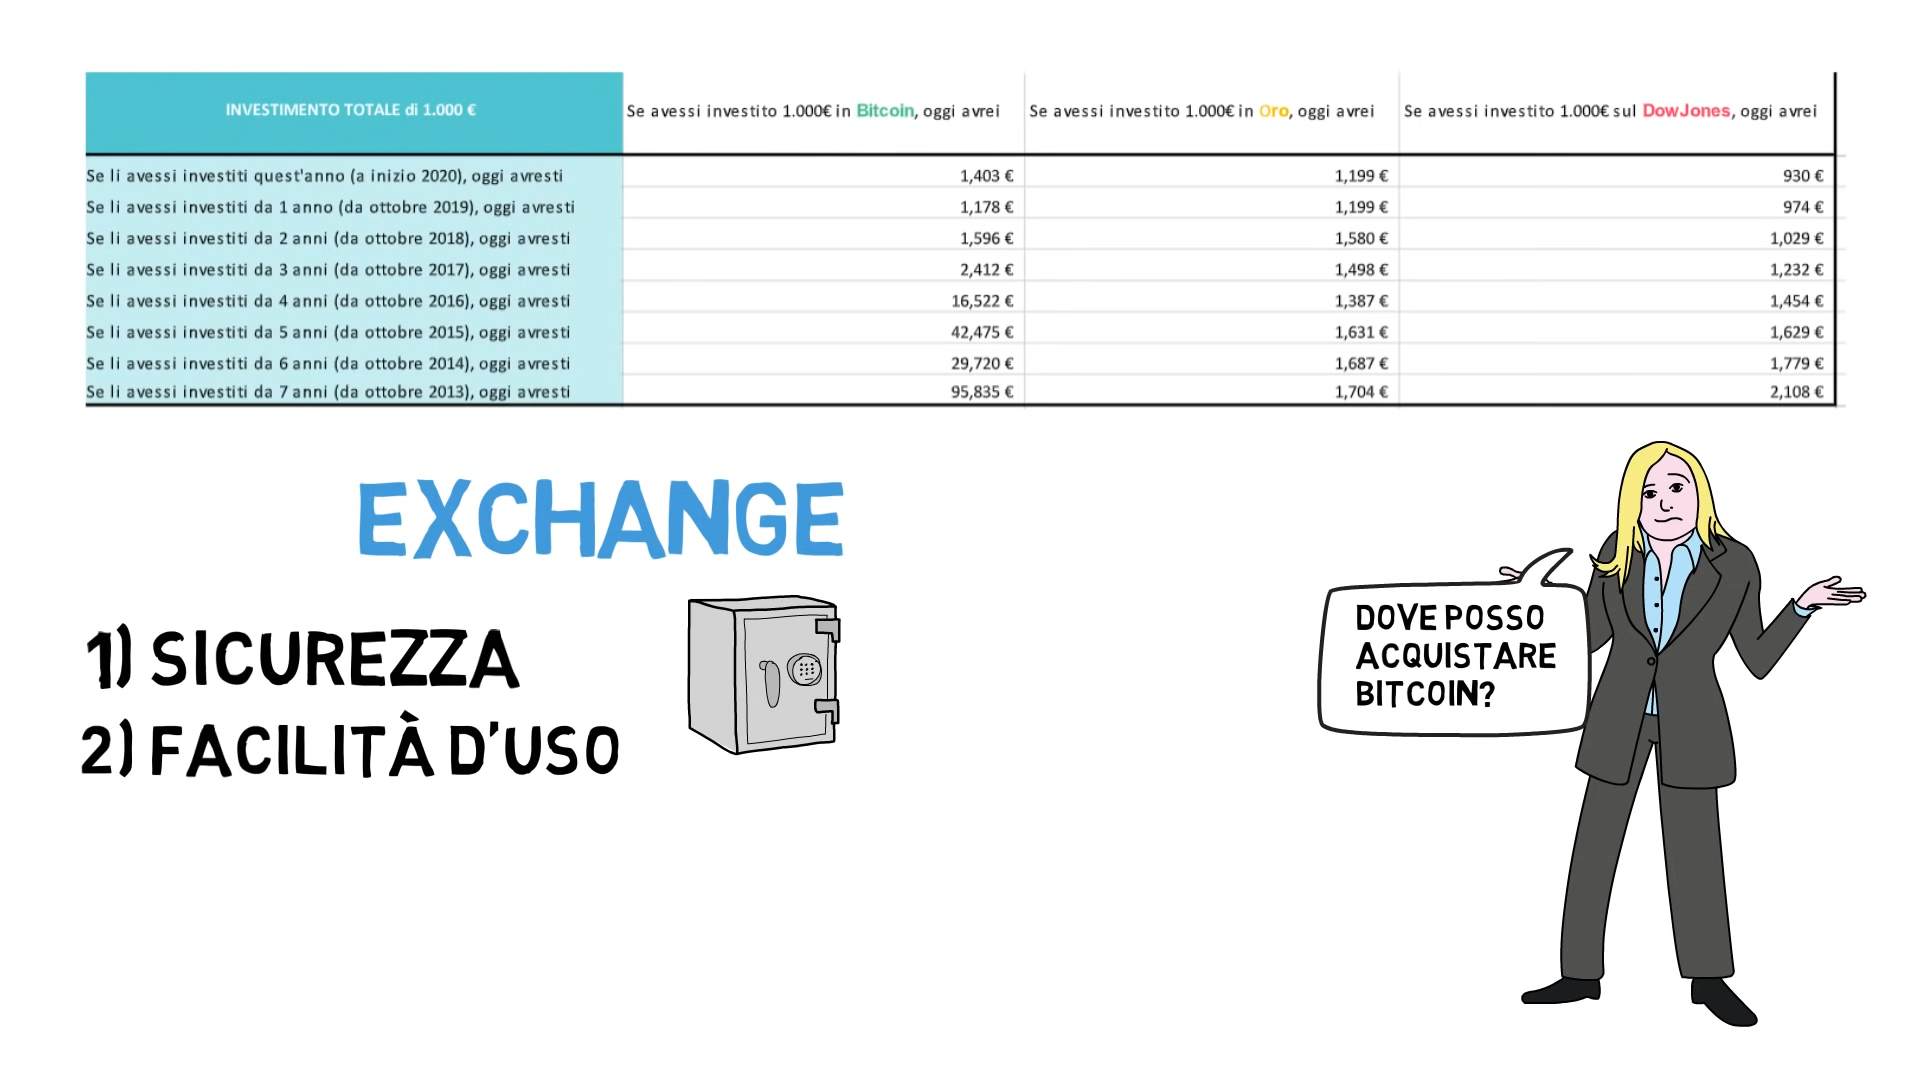 INVESTIMENTO TOTALE di 1.000 € Se avessi investito 1.000€ in Bitcoin, oggi avrei Se avessi investito 1.000€ in Oro, oggi avrei Se avessi investito 1.000€ sul DowJones, oggi avrei
Se li avessi investiti quest'anno (a inizio 2020), oggi avresti 1,403 € 1,199 € 930 €
Se li avessi investiti da 1 anno (da ottobre 2019), oggi avresti 1,178 € 1,199 € 974 €
Se li avessi investiti da 2 anni (da ottobre 2018), oggi avresti 1,596 € 1,580 € 1,029 €
Se li avessi investiti da 3 anni (da ottobre 2017), oggi avresti 2,412 € 1,498 € 1,232 €
Se li avessi investiti da 4 anni (da ottobre 2016), oggi avresti 16,522 € 1,387 € 1,454 €
Se li avessi investiti da 5 anni (da ottobre 2015), oggi avresti 42,475 € 1,631 € 1,629 €
Se li avessi investiti da 6 anni (da ottobre 2014), oggi avresti 29,720 € 1,687 € 1,779 €
Se li avessi investiti da 7 anni (da ottobre 2013), oggi avresti 95,835 € 1,704 € 2,108 €
EXCHANGE
1) SICUREZZA
2) FACILITÀ D'USO
DOVE POSSO
ACQUISTARE
BITCOIN?